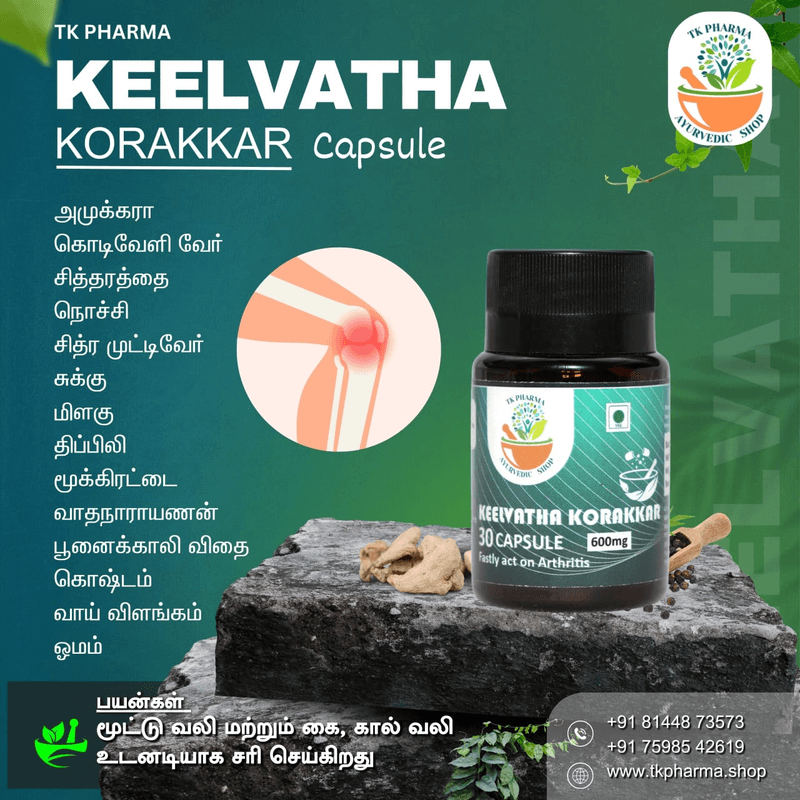 TK PHARMA
KEELVATHA
KORAKKAR Capsule
TK PHARMA
AYURVEDIC SHOP
அமுக்கரா
கொடிவேளி வேர்
சித்தரத்தை
நொச்சி
சித்ர முட்டிவேர்
சுக்கு
மிளகு
திப்பிலி
மூக்கிரட்டை
வாதநாராயணன்
பூனைக்காலி விதை
கொஷ்டம்
வாய் விளங்கம்
ஓமம்
ELVATHA
TK PHARMA
AYURVEDIC SHOP
KEELVATHA KORAKKAR
30 CAPSULE 600mg
Fastly act on Arthritis
பயன்கள்
மூட்டு வலி மற்றும் கை, கால் வலி
உடனடியாக சரி செய்கிறது
+91 81448 73573
+91 75985 42619
www.tkpharma.shop